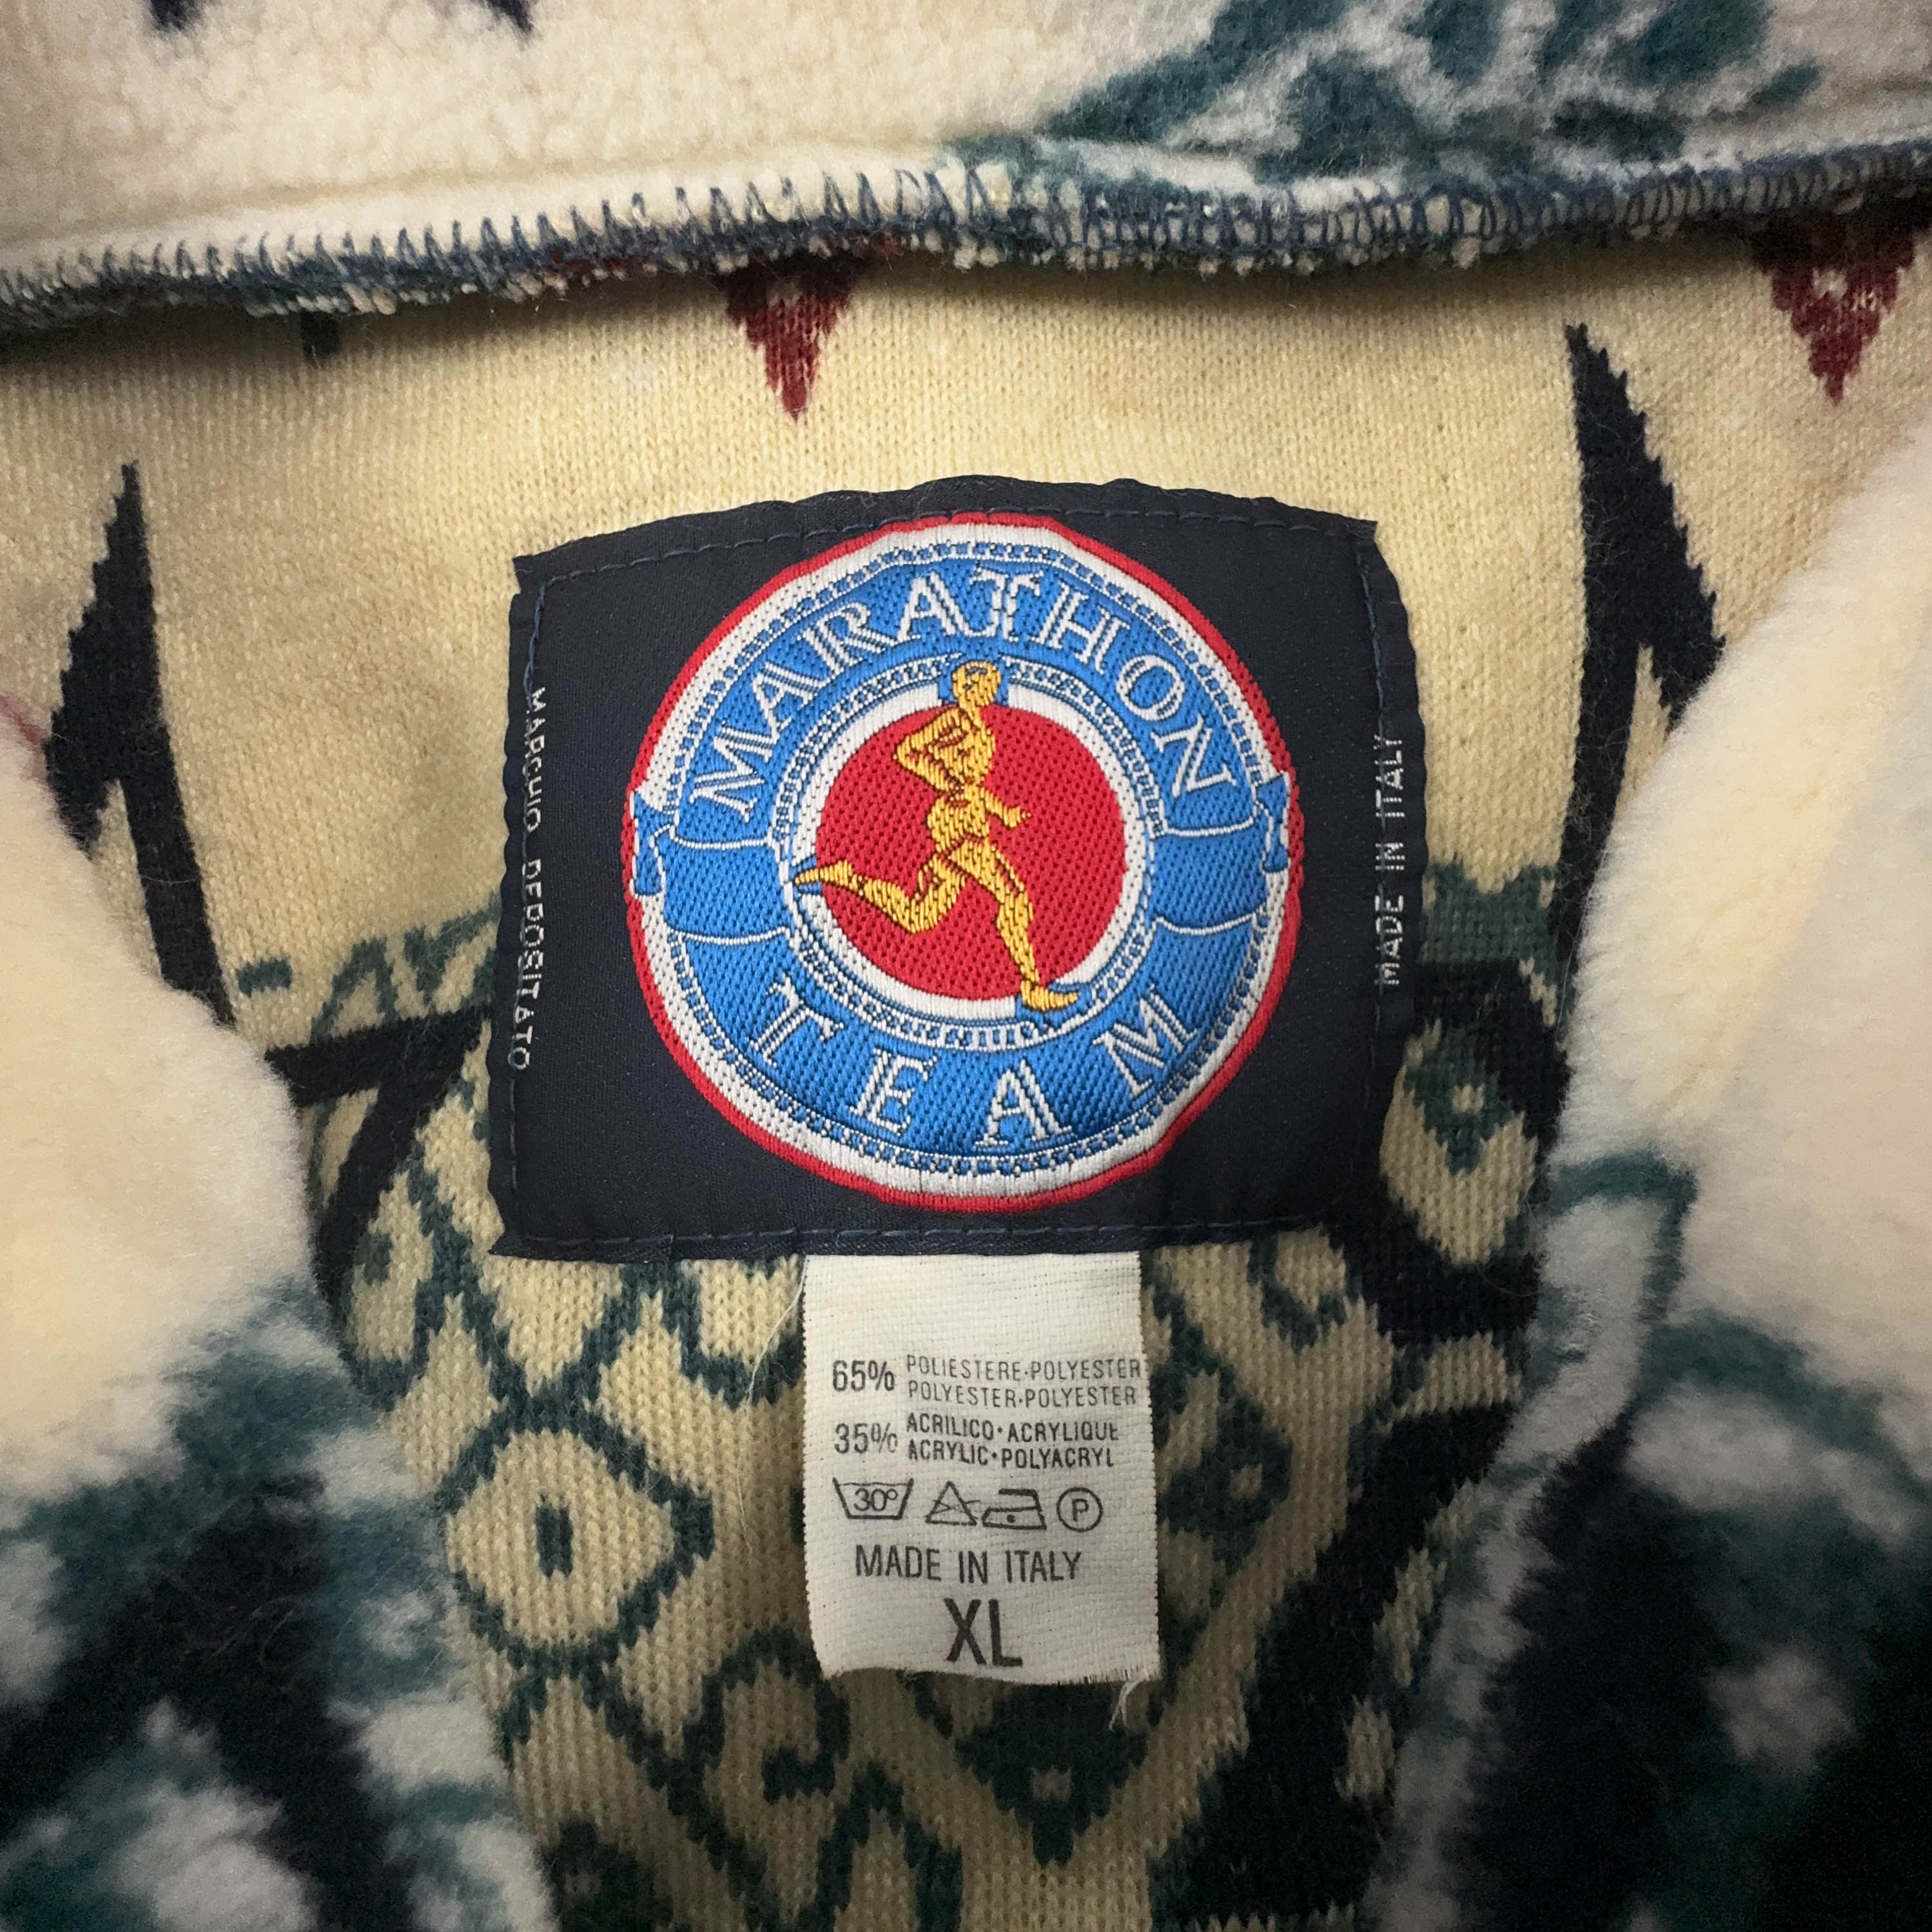 MARATHON
TEAM
MARCHIO DEPOSITATO
MADE IN ITALY
65% POLIESTERE·POLYESTER
POLYESTER·POLYESTER
35% ACRILICO·ACRYLIQUE
ACRYLIC·POLYACRYL
30° P
MADE IN ITALY
XL